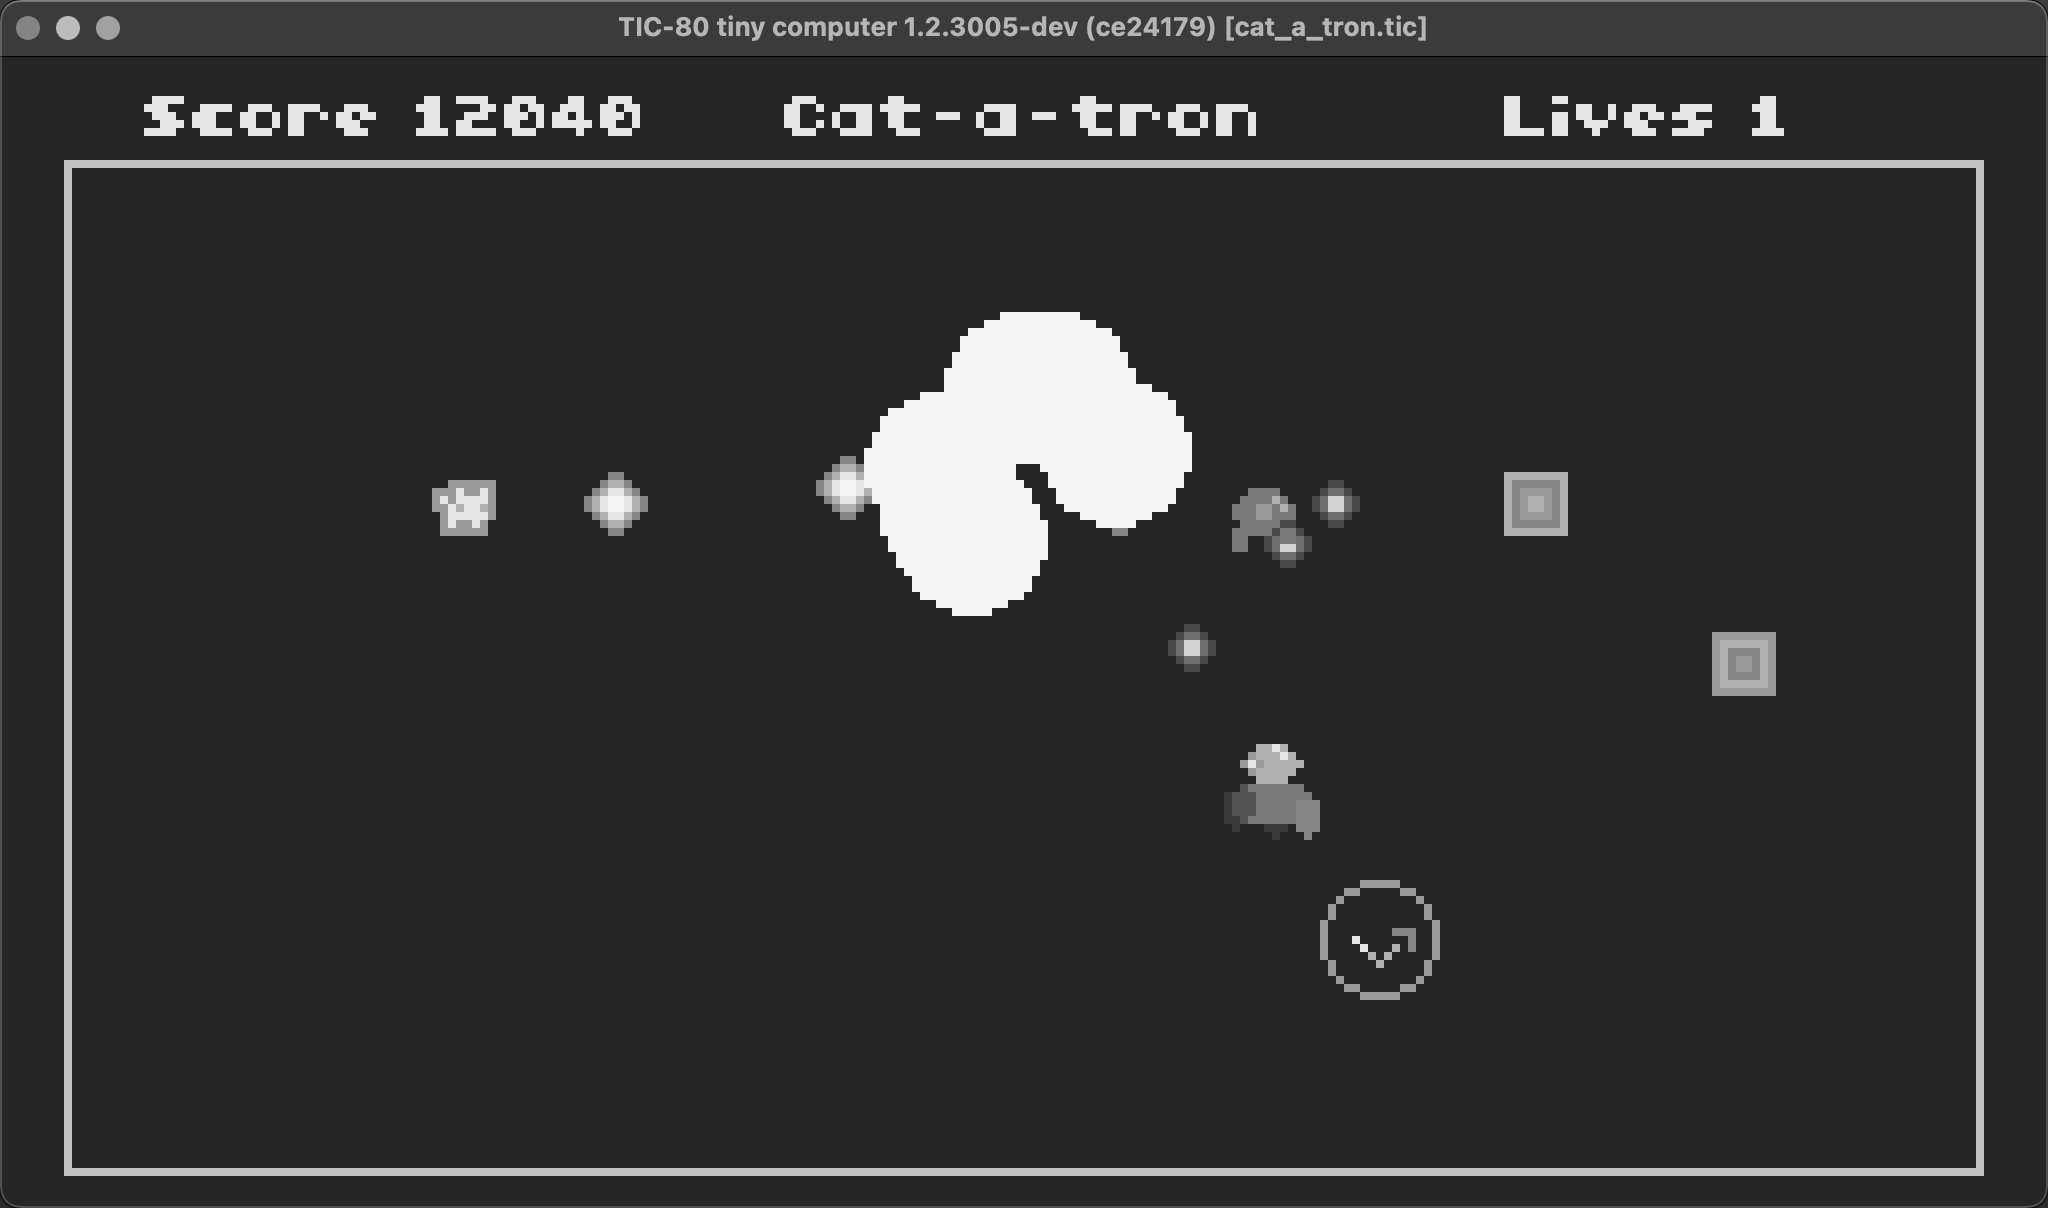 TIC-80 tiny computer 1.2.3005-dev (ce24179) [cat_a_tron.tic]
Score 12040 Cat-a-tron Lives 1